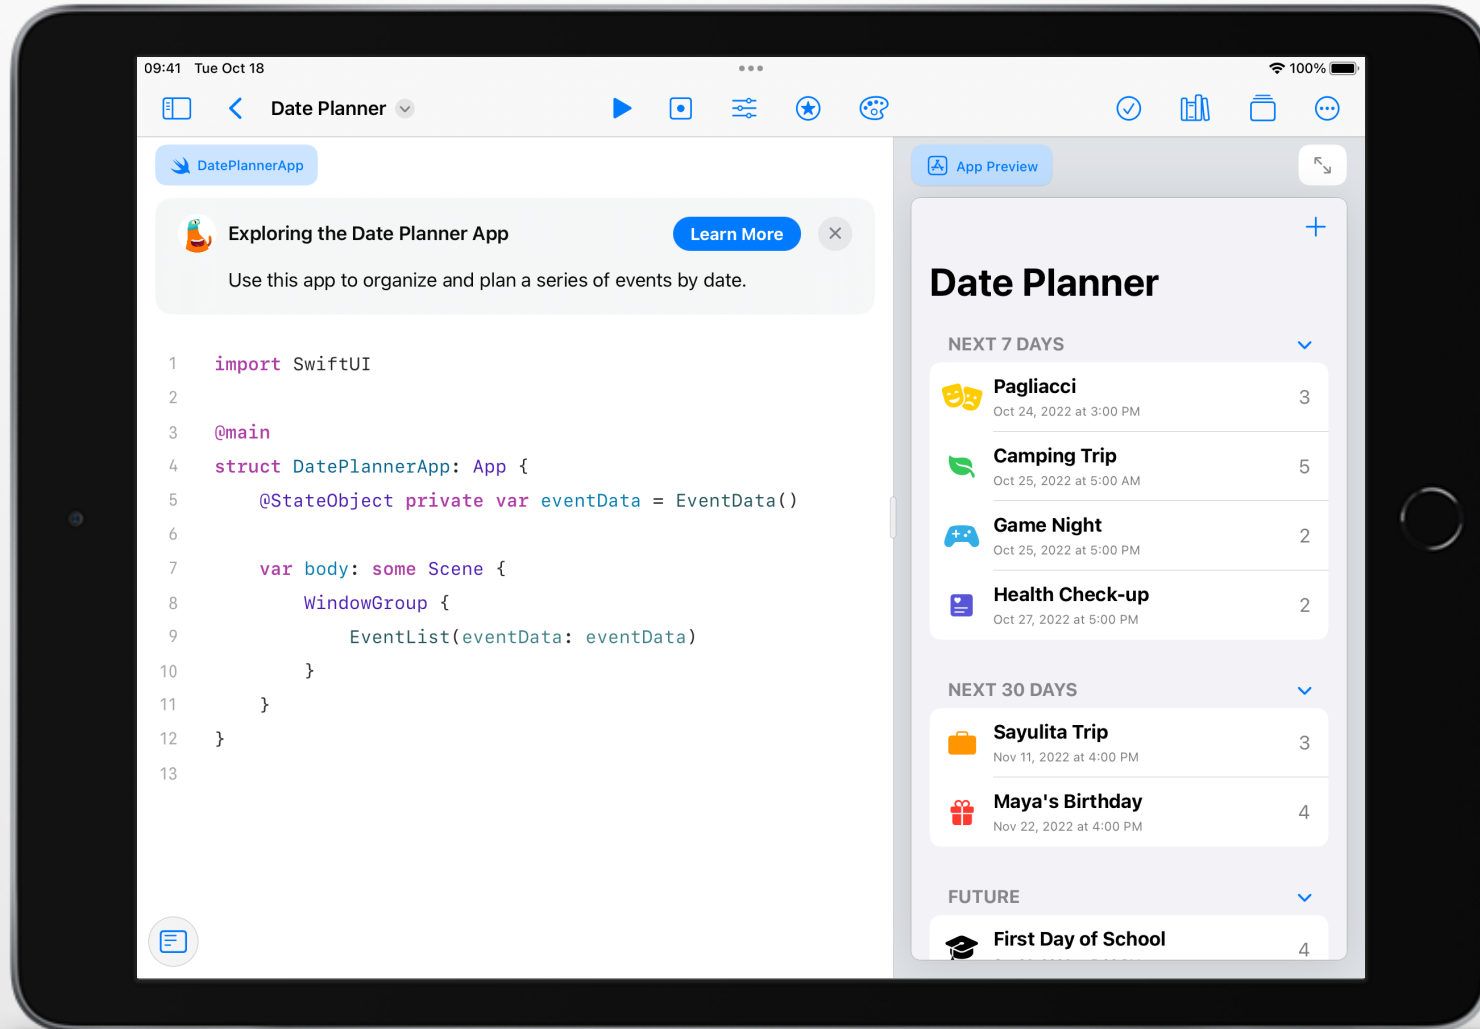 09:41 Tue Oct 18
100%
Date Planner
DatePlannerApp
Exploring the Date Planner App
Learn More
Use this app to organize and plan a series of events by date.
1 import SwiftUI
2
3 @main
4 struct DatePlannerApp: App {
5 @StateObject private var eventData = EventData()
6
7 var body: some Scene {
8 WindowGroup {
9 EventList(eventData: eventData)
10 }
11 }
12 }
13
App Preview
Date Planner
NEXT 7 DAYS
Pagliacci
Oct 24, 2022 at 3:00 PM
3
Camping Trip
Oct 25, 2022 at 5:00 AM
5
Game Night
Oct 25, 2022 at 5:00 PM
2
Health Check-up
Oct 27, 2022 at 5:00 PM
2
NEXT 30 DAYS
Sayulita Trip
Nov 11, 2022 at 4:00 PM
3
Maya's Birthday
Nov 22, 2022 at 4:00 PM
4
FUTURE
First Day of School
4